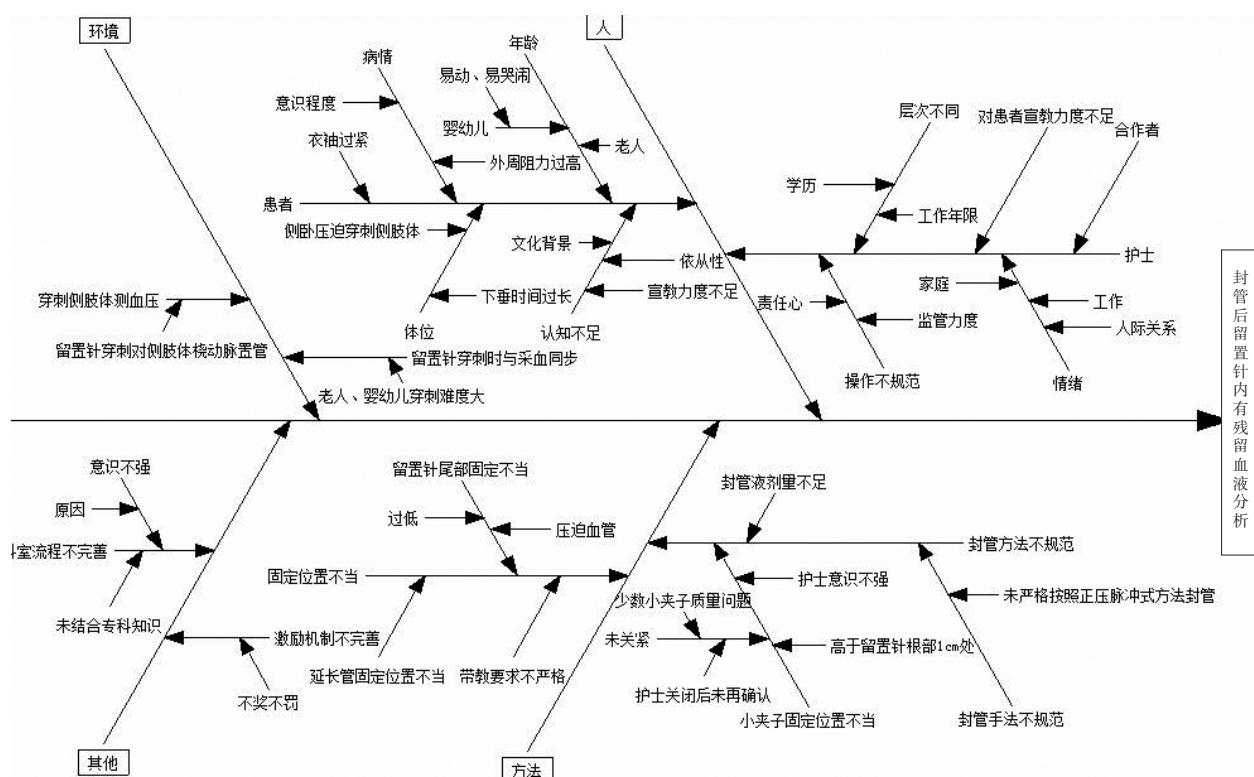 环境
人
年龄
病情
易动、易哭闹
意识程度
层次不同
对患者宣教力度不足
合作者
婴幼儿
衣袖过紧
老人
外周阻力过高
学历
患者
工作年限
侧卧压迫穿刺侧肢体
文化背景
依从性
护士
家庭
穿刺侧肢体测血压
下垂时间过长
宣教力度不足
责任心
工作
监管力度
人际关系
体位
认知不足
留置针穿刺对侧肢体桡动脉置管
留置针穿刺时与采血同步
操作不规范
情绪
老人、婴幼儿穿刺难度大
封管后留置针内有残留血液分析
意识不强
留置针尾部固定不当
封管液剂量不足
原因
过低
压迫血管
室流程不完善
封管方法不规范
固定位置不当
护士意识不强
未严格按照正压脉冲式方法封管
少数小夹子质量问题
未结合专科知识
激励机制不完善
未关紧
高于留置针根部1cm处
延长管固定位置不当
带教要求不严格
护士关闭后未再确认
不奖不罚
小夹子固定位置不当
封管手法不规范
其他
方法